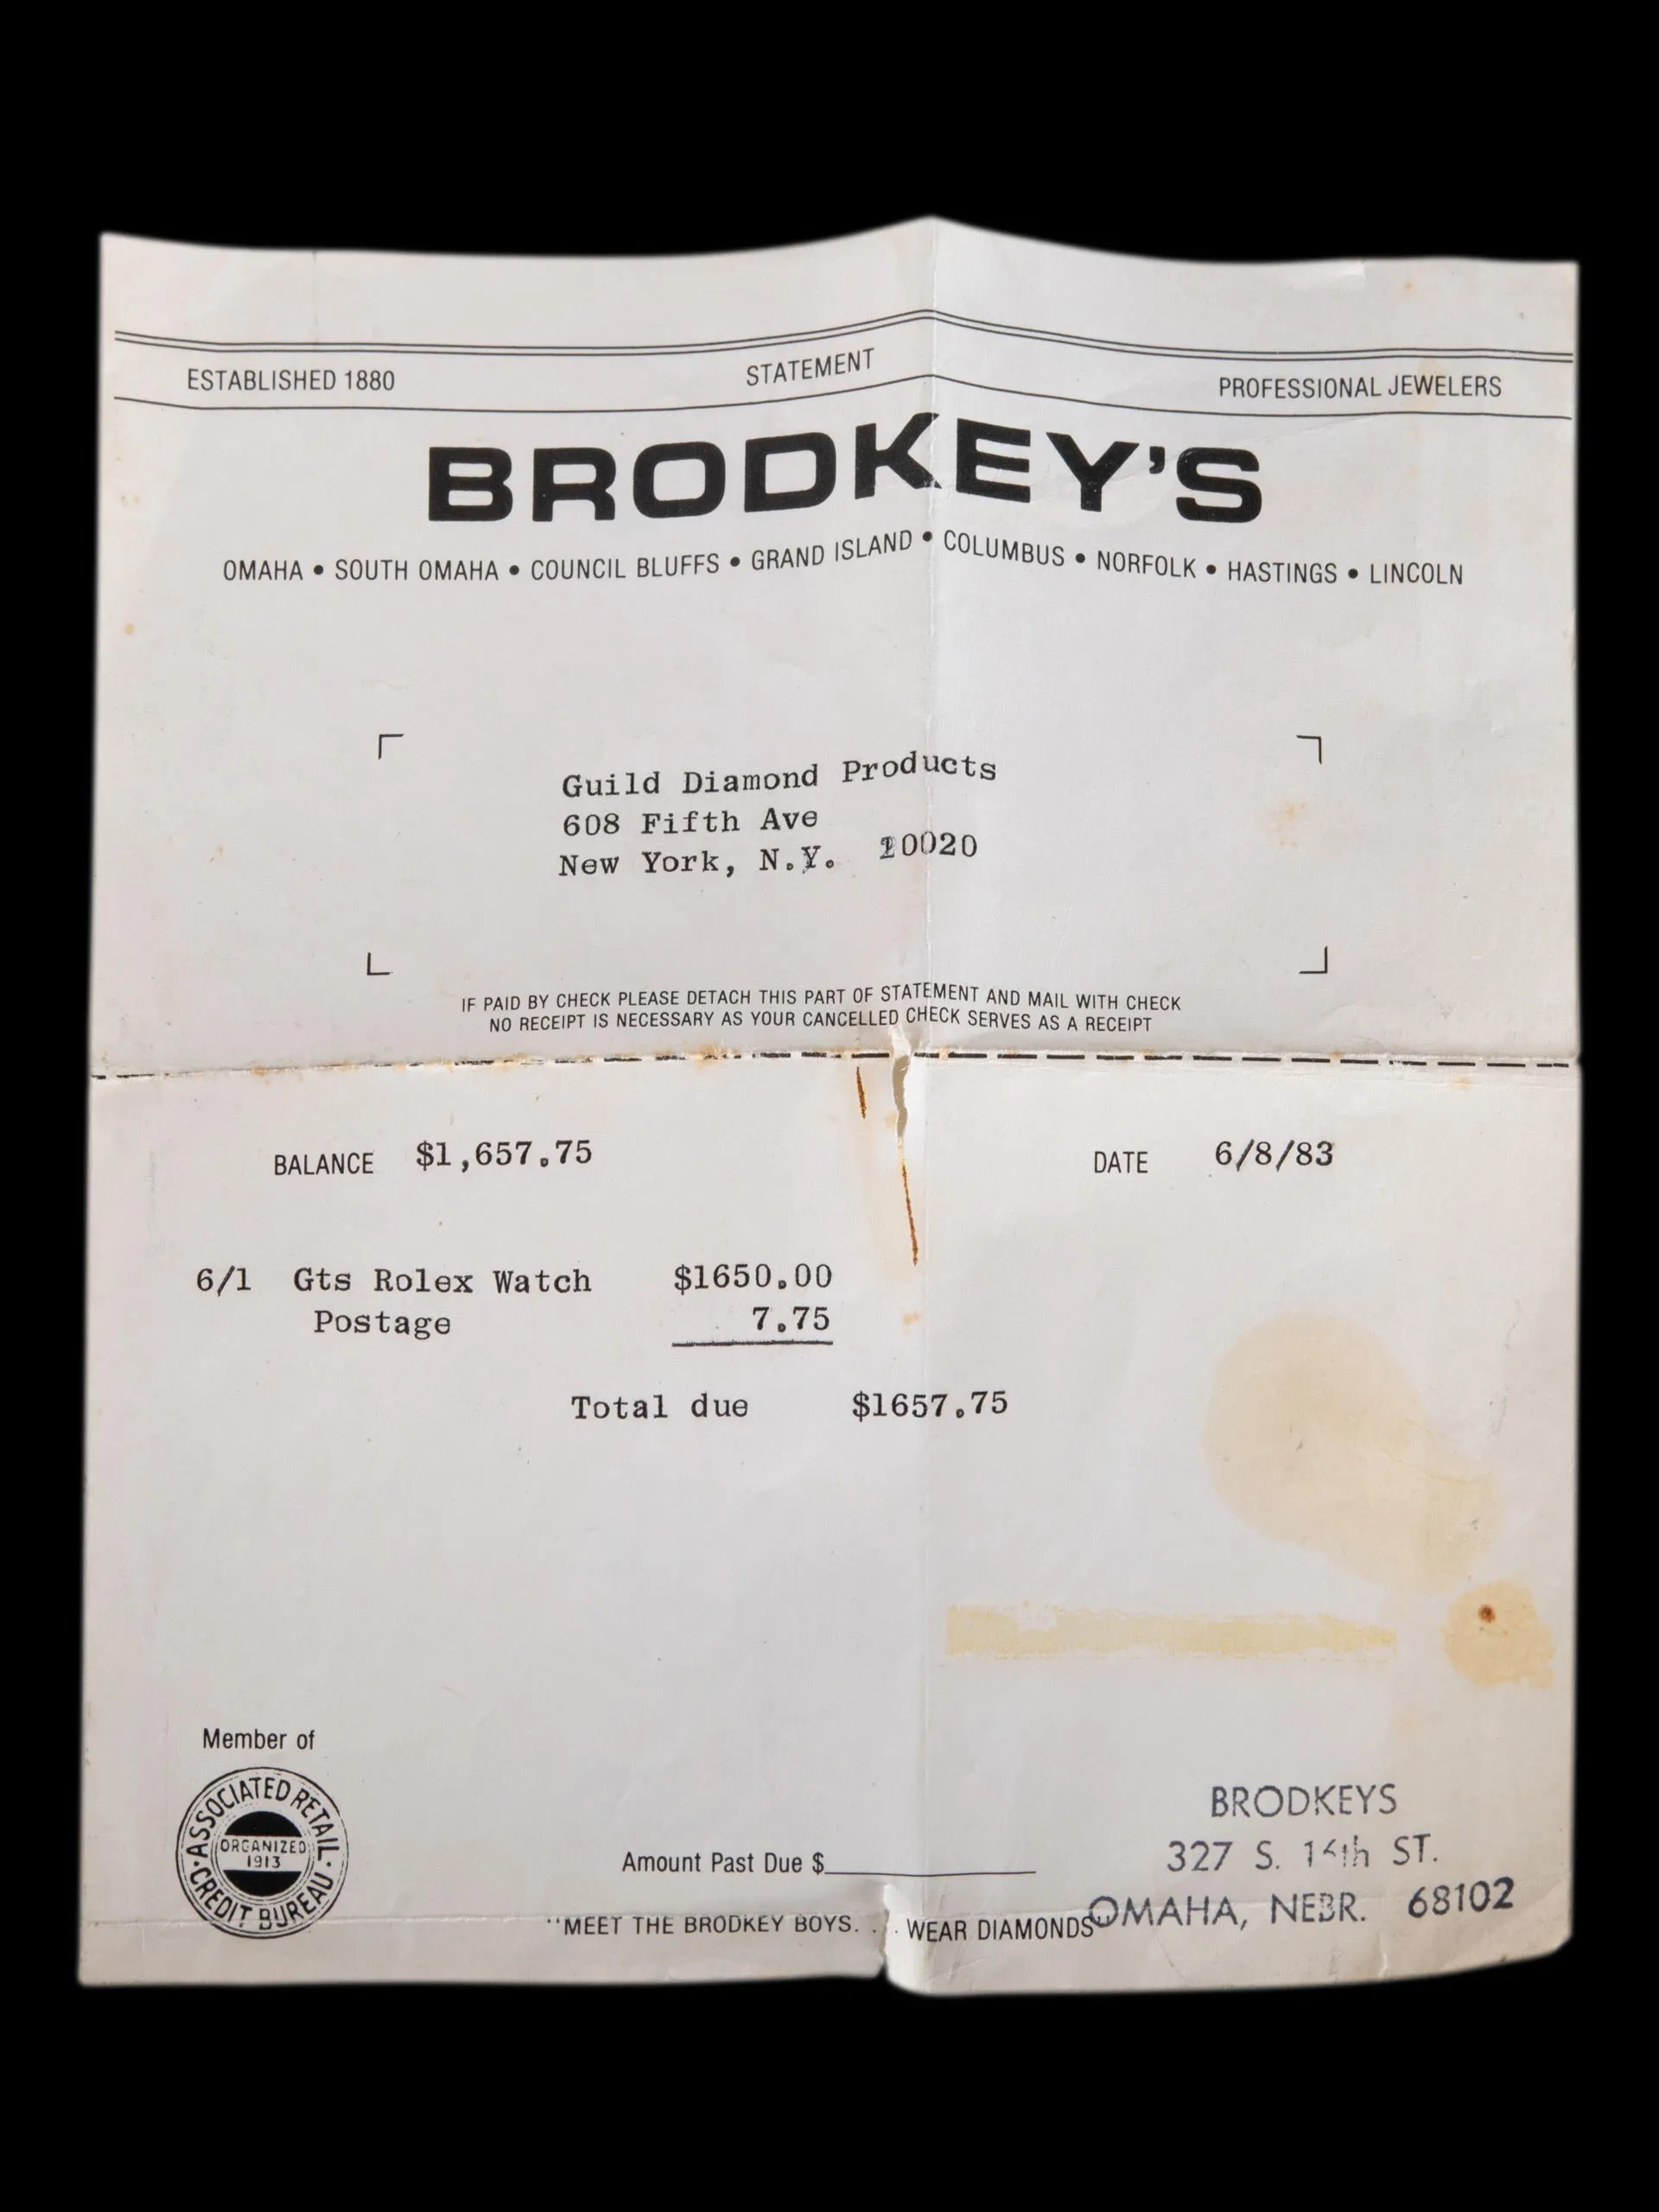 ESTABLISHED 1880 STATEMENT PROFESSIONAL JEWELERS
BRODKEY'S
OMAHA • SOUTH OMAHA • COUNCIL BLUFFS • GRAND ISLAND • COLUMBUS • NORFOLK • HASTINGS • LINCOLN
Guild Diamond Products
608 Fifth Ave
New York, N.Y. 10020
IF PAID BY CHECK PLEASE DETACH THIS PART OF STATEMENT AND MAIL WITH CHECK
NO RECEIPT IS NECESSARY AS YOUR CANCELLED CHECK SERVES AS A RECEIPT
BALANCE $1,657.75 DATE 6/8/83
6/1 Gts Rolex Watch $1650.00
Postage 7.75
Total due $1657.75
Member of
ASSOCIATED RETAIL
ORGANIZED
1913
CREDIT BUREAU
Amount Past Due $
"MEET THE BRODKEY BOYS. . . WEAR DIAMONDS"
BRODKEYS
327 S. 16th ST.
OMAHA, NEBR. 68102